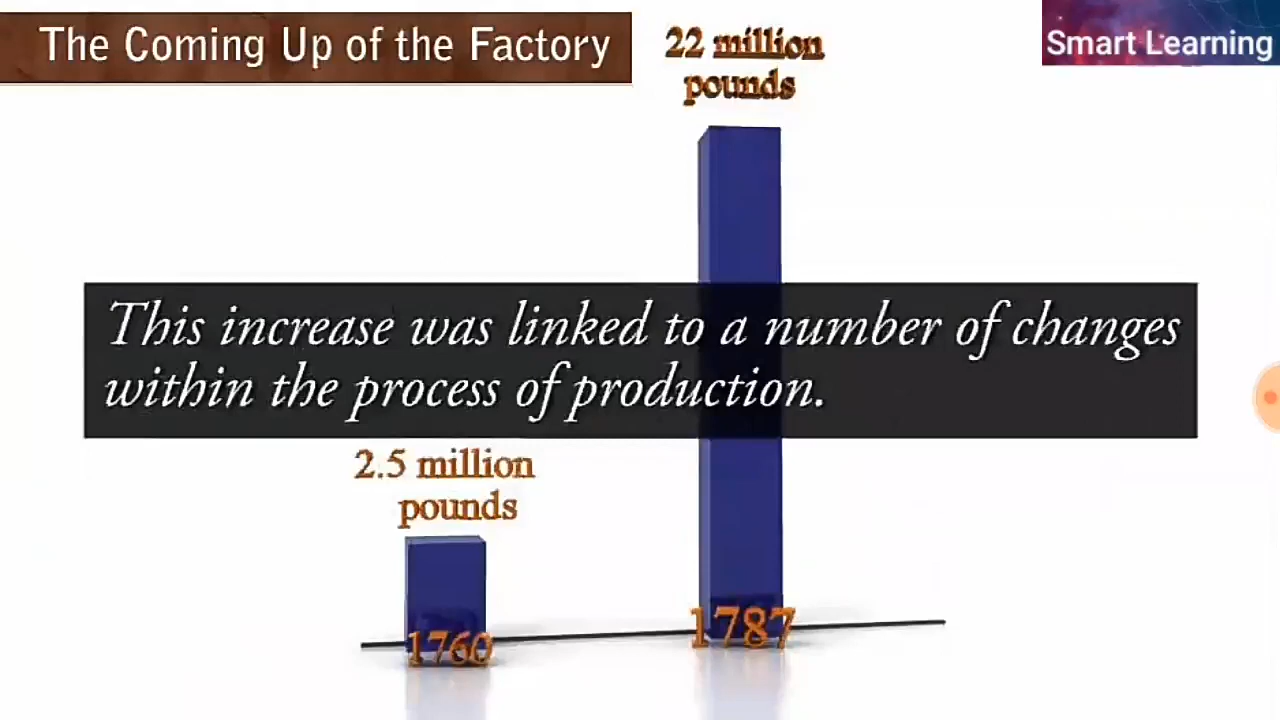 The Coming Up of the Factory
22 million
pounds
Smart Learning
This increase was linked to a number of changes
within the process of production.
2.5 million
pounds
1760
1787